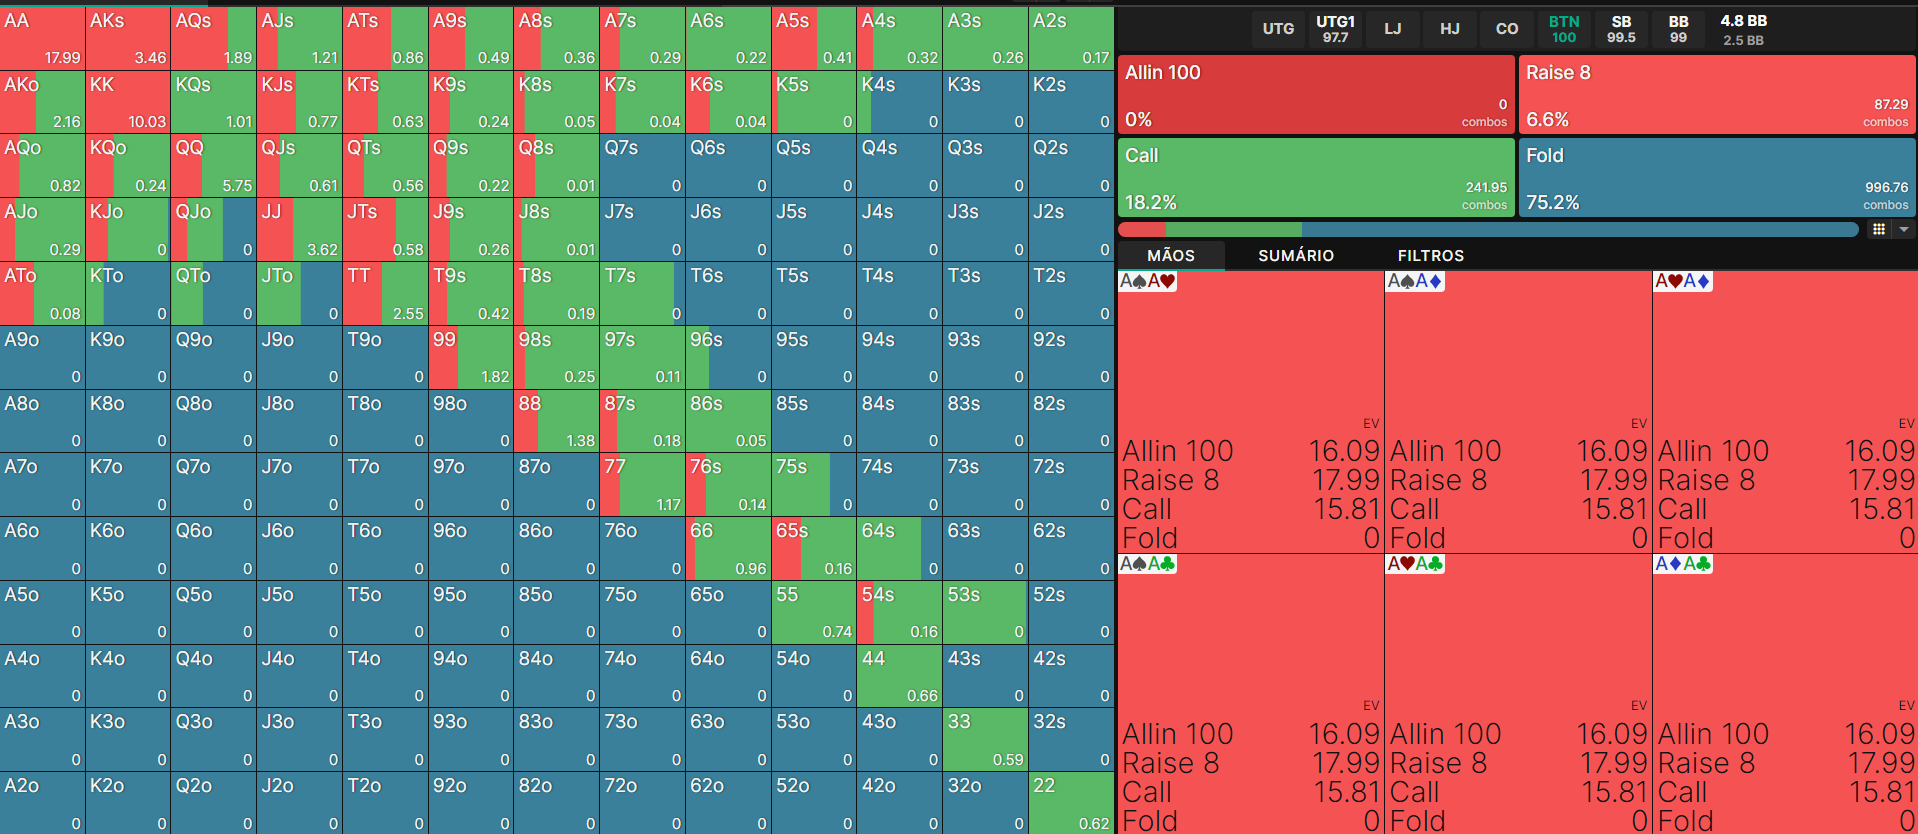 AA AKs AQs AJs ATs A9s A8s A7s A6s A5s A4s A3s A2s
17.99 3.46 1.89 1.21 0.86 0.49 0.36 0.29 0.22 0.41 0.32 0.26 0.17
AKo KK KQs KJs KTs K9s K8s K7s K6s K5s K4s K3s K2s
2.16 10.03 1.01 0.77 0.63 0.24 0.05 0.04 0.04 0 0 0 0
AQo KQo QQ QJs QTs Q9s Q8s Q7s Q6s Q5s Q4s Q3s Q2s
0.82 0.24 5.75 0.61 0.56 0.22 0.01 0 0 0 0 0 0
AJo KJo QJo JJ JTs J9s J8s J7s J6s J5s J4s J3s J2s
0.29 0 0 3.62 0.58 0.26 0.01 0 0 0 0 0 0
ATo KTo QTo JTo TT T9s T8s T7s T6s T5s T4s T3s T2s
0.08 0 0 0 2.55 0.42 0.19 0 0 0 0 0 0
A9o K9o Q9o J9o T9o 99 98s 97s 96s 95s 94s 93s 92s
0 0 0 0 0 1.82 0.25 0.11 0 0 0 0 0
A8o K8o Q8o J8o T8o 98o 88 87s 86s 85s 84s 83s 82s
0 0 0 0 0 0 1.38 0.18 0.05 0 0 0 0
A7o K7o Q7o J7o T7o 97o 87o 77 76s 75s 74s 73s 72s
0 0 0 0 0 0 0 1.17 0.14 0 0 0 0
A6o K6o Q6o J6o T6o 96o 86o 76o 66 65s 64s 63s 62s
0 0 0 0 0 0 0 0 0.96 0.16 0 0 0
A5o K5o Q5o J5o T5o 95o 85o 75o 65o 55 54s 53s 52s
0 0 0 0 0 0 0 0 0 0.74 0.16 0 0
A4o K4o Q4o J4o T4o 94o 84o 74o 64o 54o 44 43s 42s
0 0 0 0 0 0 0 0 0 0 0.66 0 0
A3o K3o Q3o J3o T3o 93o 83o 73o 63o 53o 43o 33 32s
0 0 0 0 0 0 0 0 0 0 0 0.59 0
A2o K2o Q2o J2o T2o 92o 82o 72o 62o 52o 42o 32o 22
0 0 0 0 0 0 0 0 0 0 0 0 0.62
UTG UTG1 LJ HJ CO BTN SB BB 4.8 BB
97.7 100 99.5 99 2.5 BB
Allin 100 Raise 8
0 87.29
0% combos 6.6% combos
Call Fold
241.95 996.76
18.2% combos 75.2% combos
MÃOS SUMÁRIO FILTROS
A♠A♥ A♠A♦ A♥A♦
EV EV EV
Allin 100 16.09 Allin 100 16.09 Allin 100 16.09
Raise 8 17.99 Raise 8 17.99 Raise 8 17.99
Call 15.81 Call 15.81 Call 15.81
Fold 0 Fold 0 Fold 0
A♠A♣ A♥A♣ A♦A♣
EV EV EV
Allin 100 16.09 Allin 100 16.09 Allin 100 16.09
Raise 8 17.99 Raise 8 17.99 Raise 8 17.99
Call 15.81 Call 15.81 Call 15.81
Fold 0 Fold 0 Fold 0